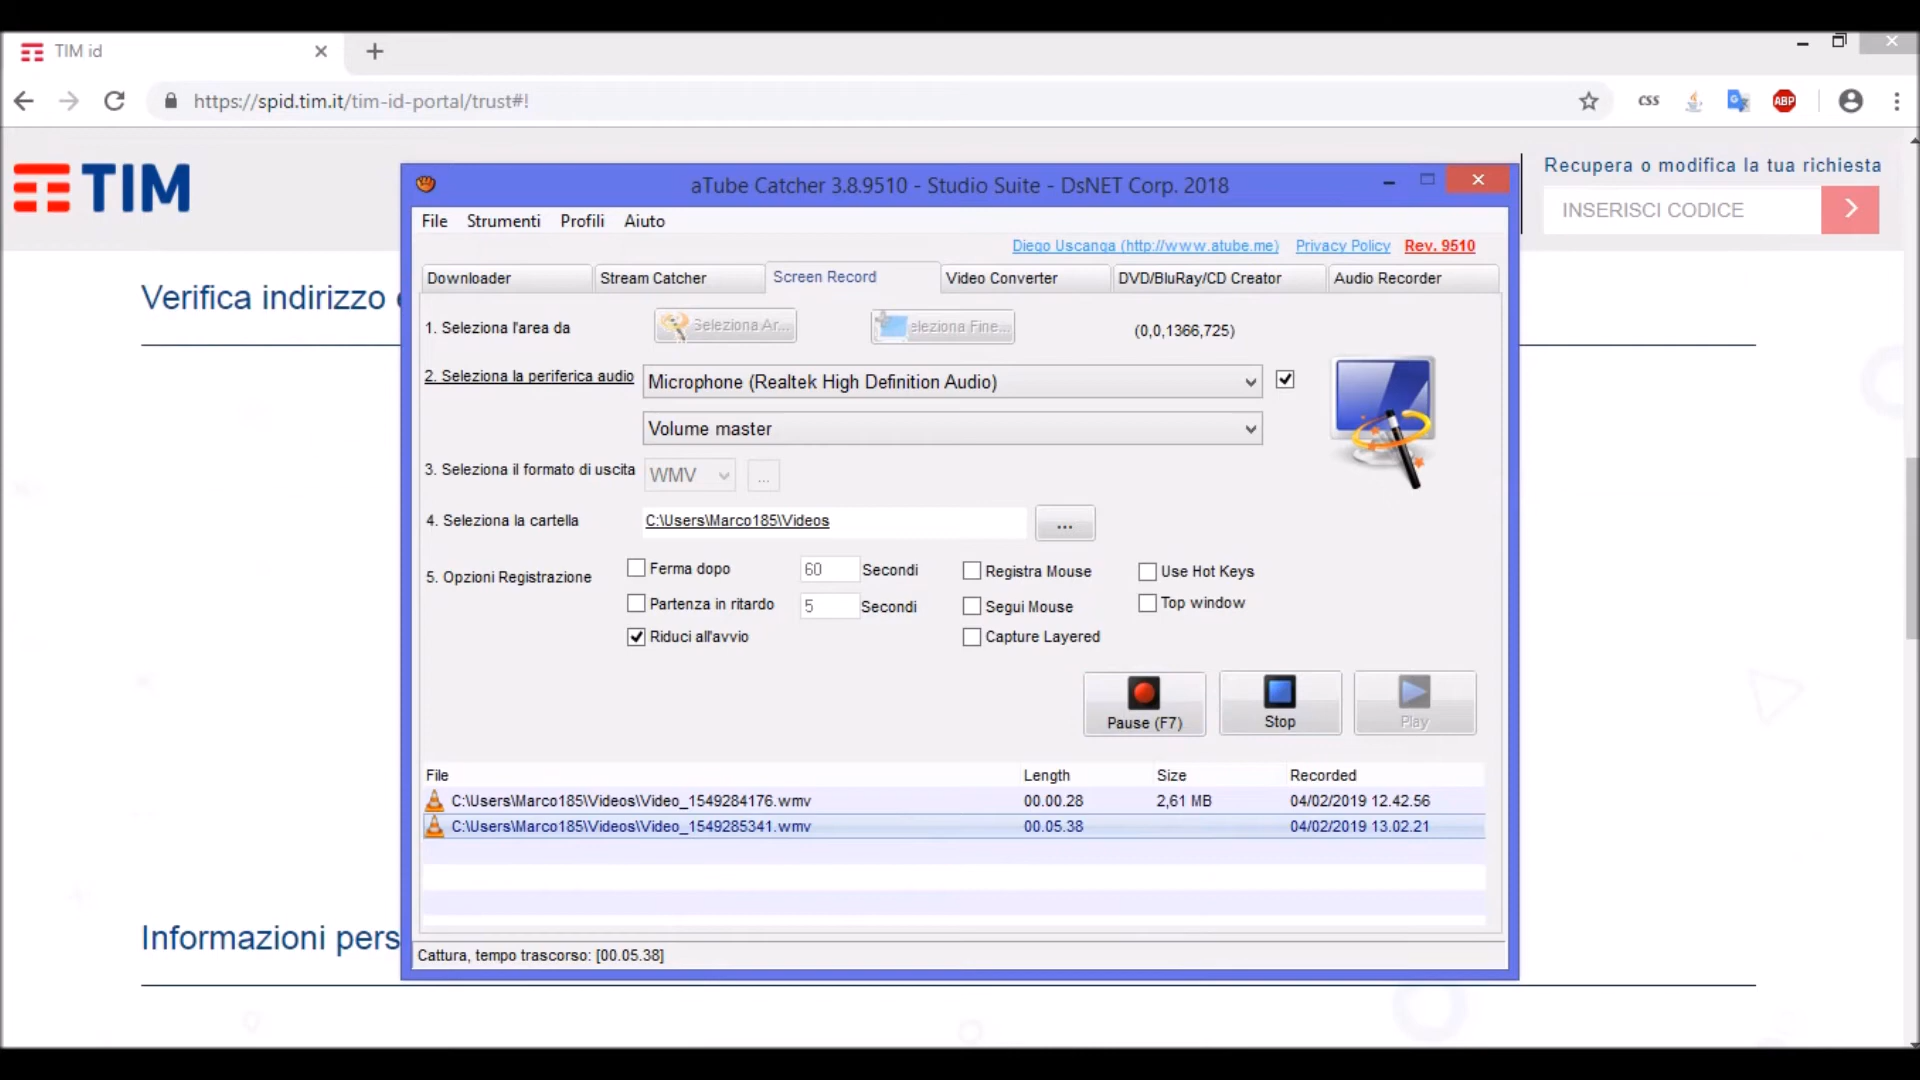 TIM id
https://spid.tim.it/tim-id-portal/trust#!
CSS
ABP
TIM
Recupera o modifica la tua richiesta
INSERISCI CODICE
aTube Catcher 3.8.9510 - Studio Suite - DsNET Corp. 2018
File Strumenti Profili Aiuto
Diego Uscanga (http://www.atube.me) Privacy Policy Rev. 9510
Downloader Stream Catcher Screen Record Video Converter DVD/BluRay/CD Creator Audio Recorder
Verifica indirizzo
1. Seleziona l'area da
Seleziona Ar...
eleziona Fine...
(0,0,1366,725)
2. Seleziona la periferica audio
Microphone (Realtek High Definition Audio)
Volume master
3. Seleziona il formato di uscita
WMV
...
4. Seleziona la cartella
C:\Users\Marco185\Videos
...
5. Opzioni Registrazione
Ferma dopo 60 Secondi Registra Mouse Use Hot Keys
Partenza in ritardo 5 Secondi Segui Mouse Top window
Riduci all'avvio Capture Layered
Pause (F7) Stop Play
File Length Size Recorded
C:\Users\Marco185\Videos\Video_1549284176.wmv 00.00.28 2,61 MB 04/02/2019 12.42.56
C:\Users\Marco185\Videos\Video_1549285341.wmv 00.05.38 04/02/2019 13.02.21
Informazioni pers
Cattura, tempo trascorso: [00.05.38]